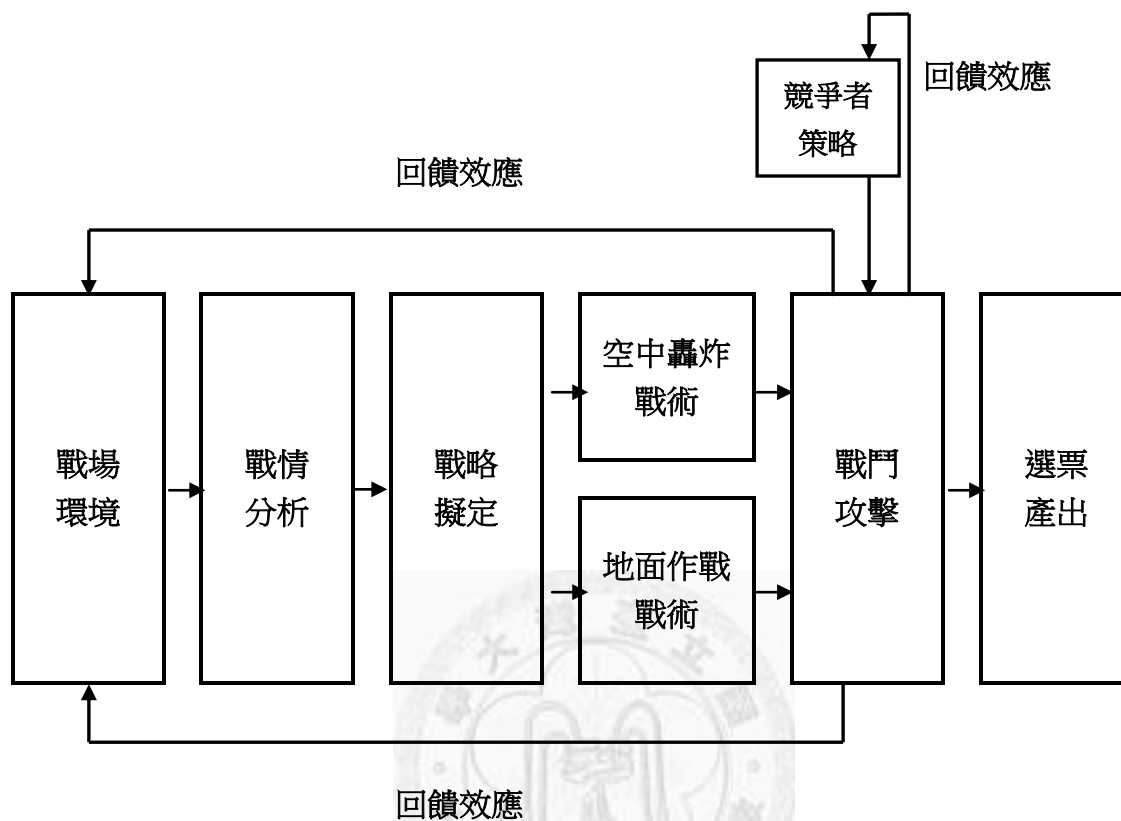 競爭者
策略
回饋效應
回饋效應
戰場
環境
戰情
分析
戰略
擬定
空中轟炸
戰術
地面作戰
戰術
戰鬥
攻擊
選票
產出
回饋效應